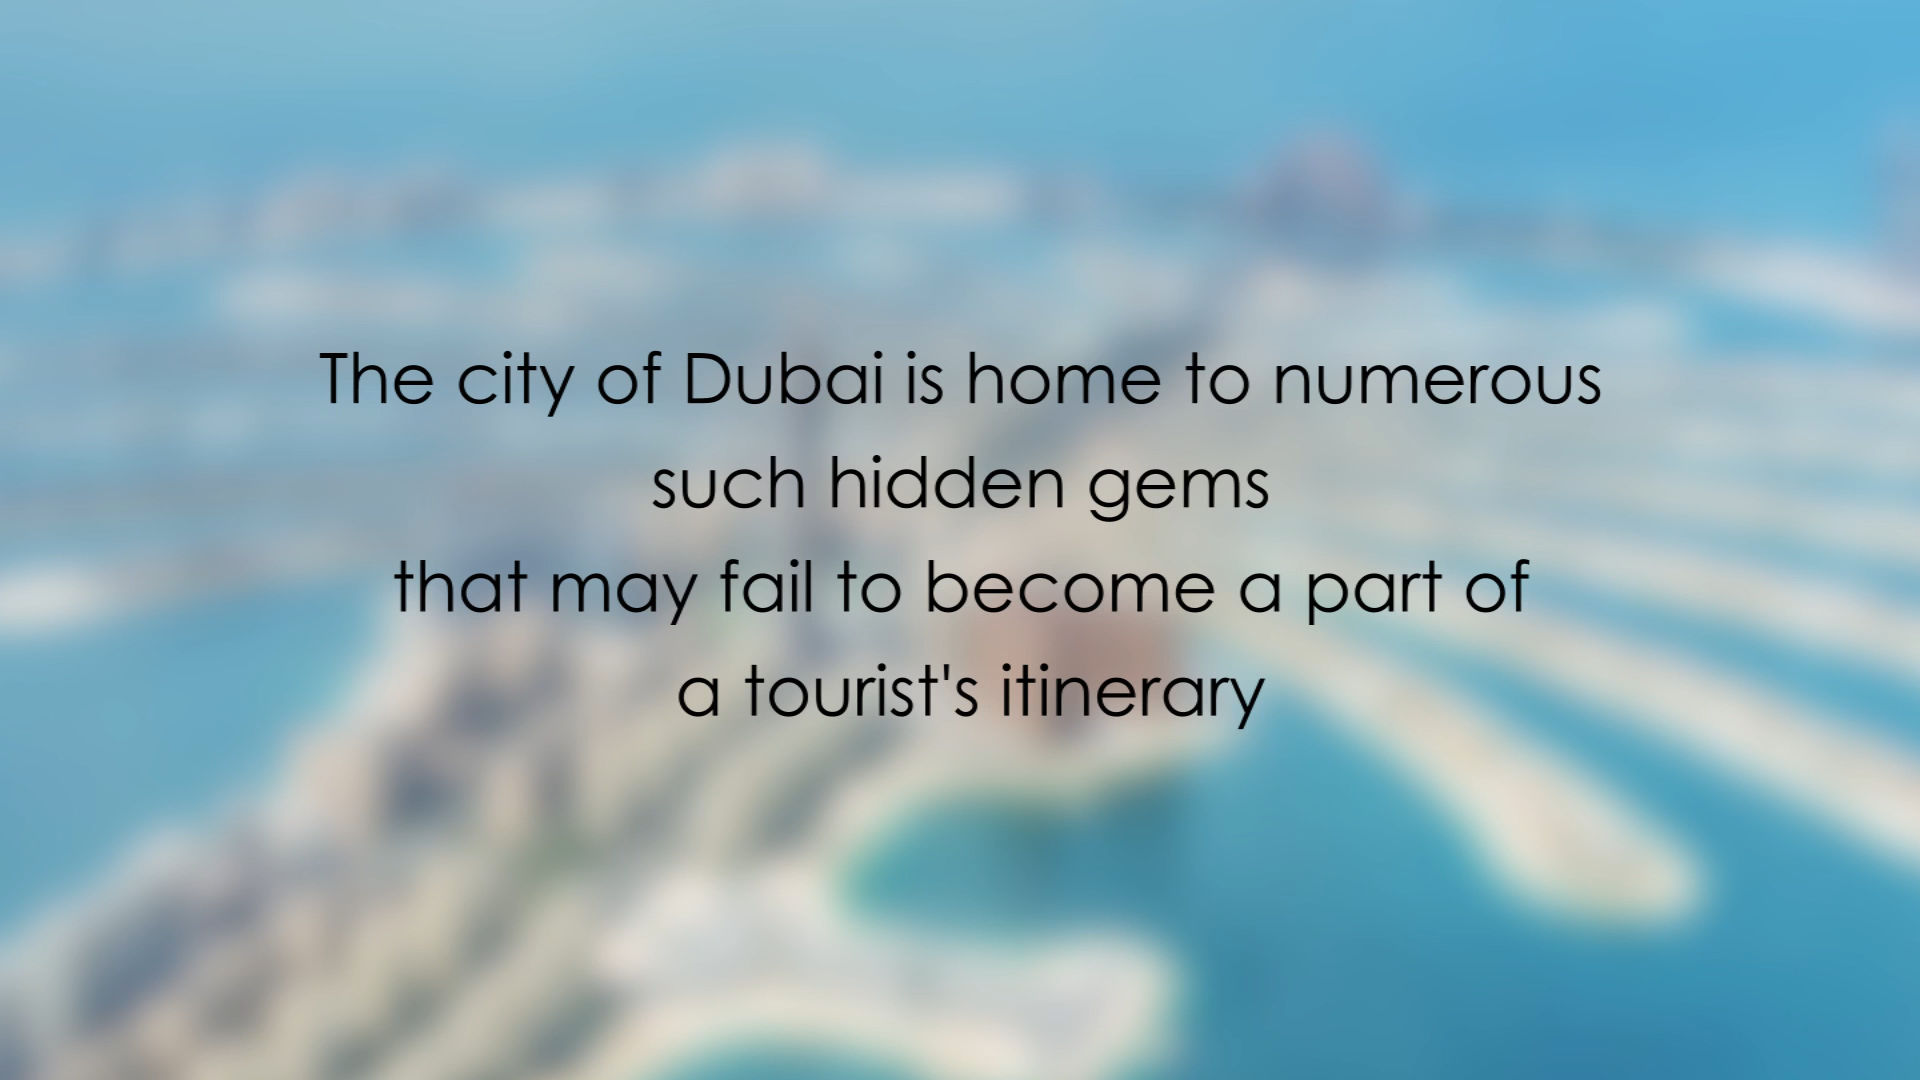 The city of Dubai is home to numerous
such hidden gems
that may fail to become a part of
a tourist's itinerary